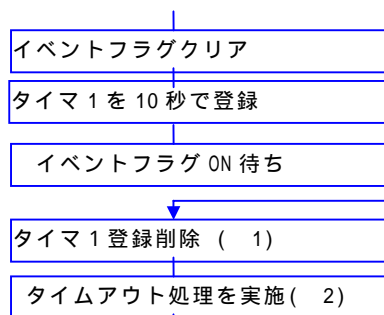 イベントフラグクリア
タイマ1を10秒で登録
イベントフラグON待ち
タイマ1登録削除 ( 1)
タイムアウト処理を実施( 2)